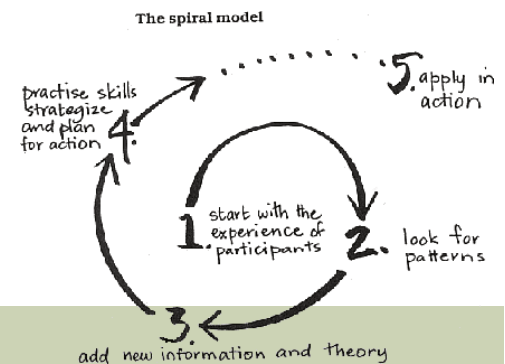 The spiral model
1. start with the
experience of
participants
2. look for
patterns
3.
add new information and theory
practise skills
strategize
and plan
for action 4.
5. apply in
action